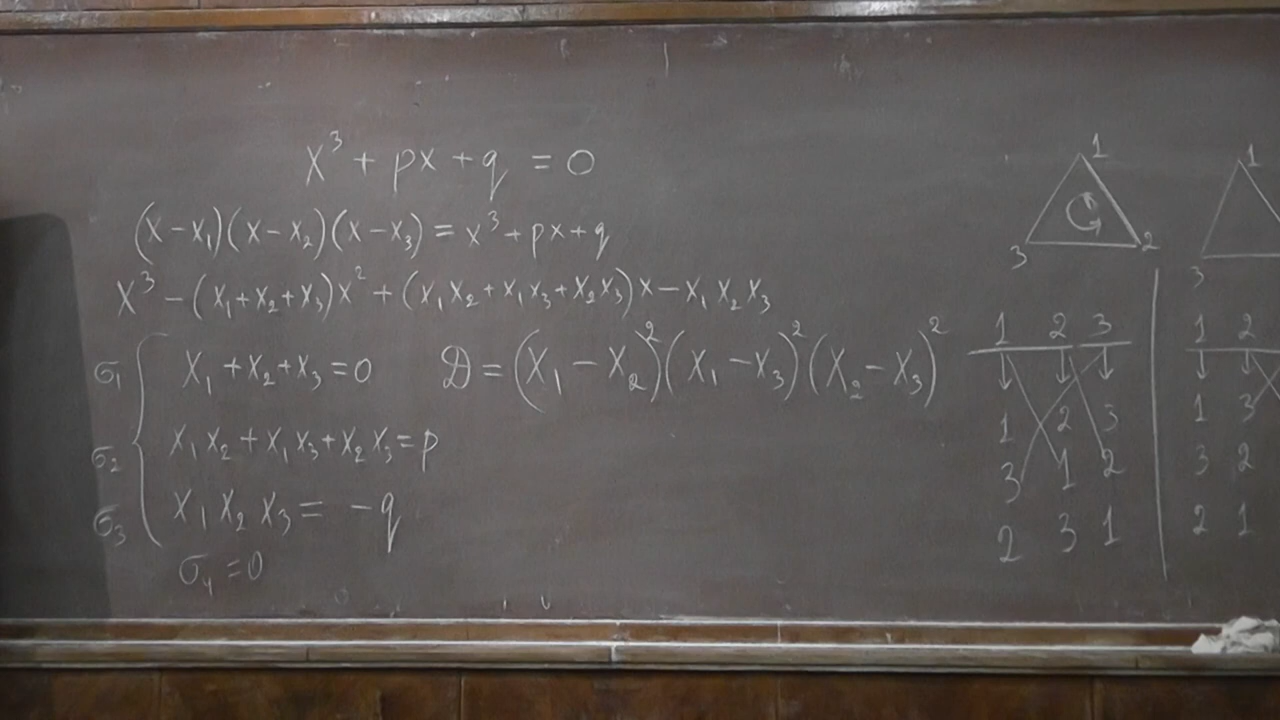 x³ + px + q = 0
(x - x₁)(x - x₂)(x - x₃) = x³ + px + q
x³ - (x₁ + x₂ + x₃)x² + (x₁x₂ + x₁x₃ + x₂x₃)x - x₁x₂x₃
σ₁ x₁ + x₂ + x₃ = 0
D = (x₁ - x₂)²(x₁ - x₃)²(x₂ - x₃)²
σ₂ x₁x₂ + x₁x₃ + x₂x₃ = p
σ₃ x₁x₂x₃ = -q
σ₄ = 0
1
3 2
1 2 3
1 2 3
3 1 2
2 3 1
1
3
1 2
1 3
3 2
2 1